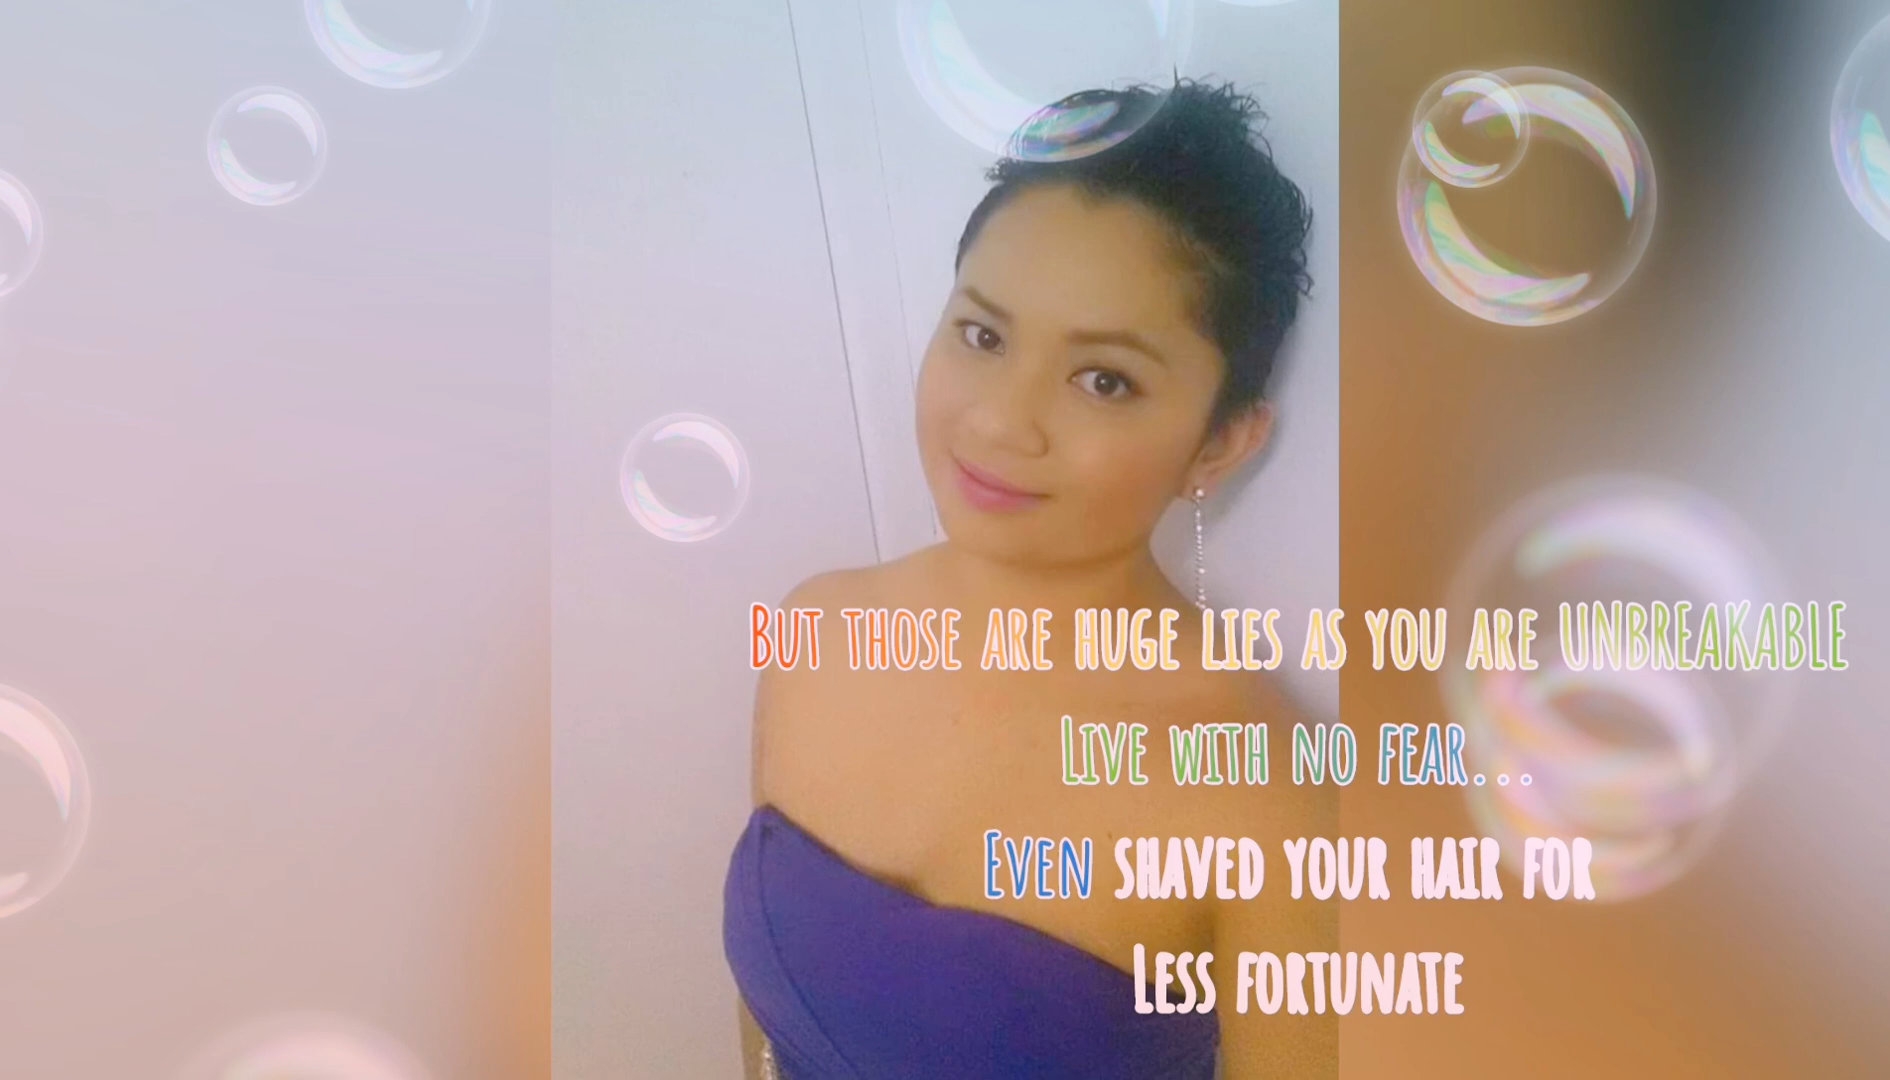 But those are huge lies as you are UNBREAKABLE
Live with no fear...
Even shaved your hair for
Less fortunate